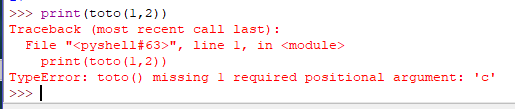 >>> print(toto(1,2))
Traceback (most recent call last):
  File "<pyshell#63>", line 1, in <module>
    print(toto(1,2))
TypeError: toto() missing 1 required positional argument: 'c'
>>>